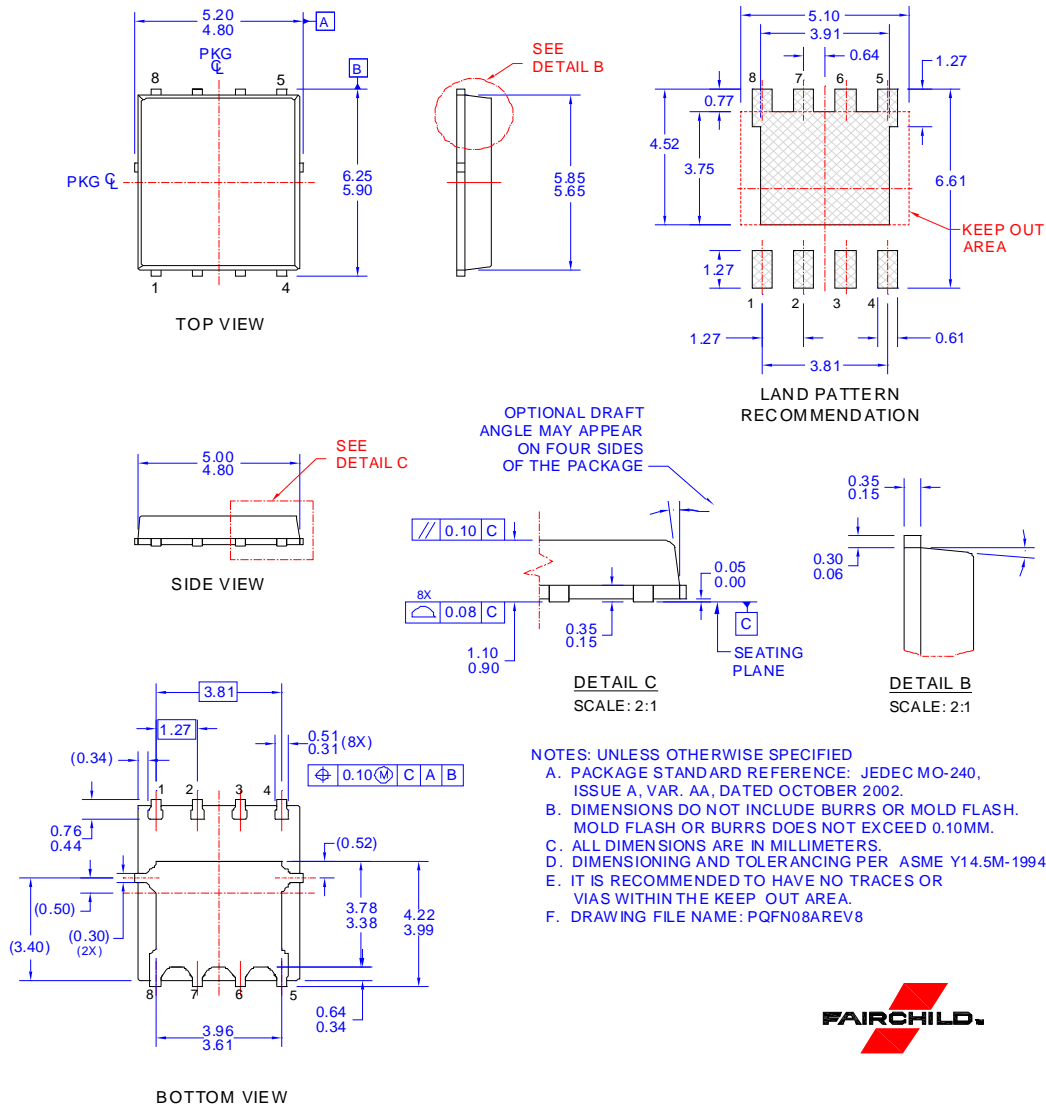 5.20
4.80
A
PKG
CL
B
8
5
PKG CL
6.25
5.90
1
4
TOP VIEW
SEE
DETAIL B
5.85
5.65
5.10
3.91
0.64
1.27
8
7
6
5
0.77
4.52
3.75
6.61
KEEP OUT
AREA
1.27
1
2
3
4
1.27
0.61
3.81
LAND PATTERN
RECOMMENDATION
5.00
4.80
SEE
DETAIL C
SIDE VIEW
OPTIONAL DRAFT
ANGLE MAY APPEAR
ON FOUR SIDES
OF THE PACKAGE
// 0.10 C
8X
⌓ 0.08 C
1.10
0.90
0.35
0.15
0.05
0.00
C
SEATING
PLANE
DETAIL C
SCALE: 2:1
0.35
0.15
0.30
0.06
DETAIL B
SCALE: 2:1
3.81
1.27
(0.34)
0.51
0.31 (8X)
⌖ 0.10 Ⓜ C A B
1
2
3
4
0.76
0.44
(0.52)
(0.50)
(0.30)
(2X)
(3.40)
3.78
3.38
4.22
3.99
8
7
6
5
0.64
0.34
3.96
3.61
BOTTOM VIEW
NOTES: UNLESS OTHERWISE SPECIFIED
A. PACKAGE STANDARD REFERENCE: JEDEC MO-240,
ISSUE A, VAR. AA, DATED OCTOBER 2002.
B. DIMENSIONS DO NOT INCLUDE BURRS OR MOLD FLASH.
MOLD FLASH OR BURRS DOES NOT EXCEED 0.10MM.
C. ALL DIMENSIONS ARE IN MILLIMETERS.
D. DIMENSIONING AND TOLERANCING PER ASME Y14.5M-1994
E. IT IS RECOMMENDED TO HAVE NO TRACES OR
VIAS WITHIN THE KEEP OUT AREA.
F. DRAWING FILE NAME: PQFN08AREV8
FAIRCHILD